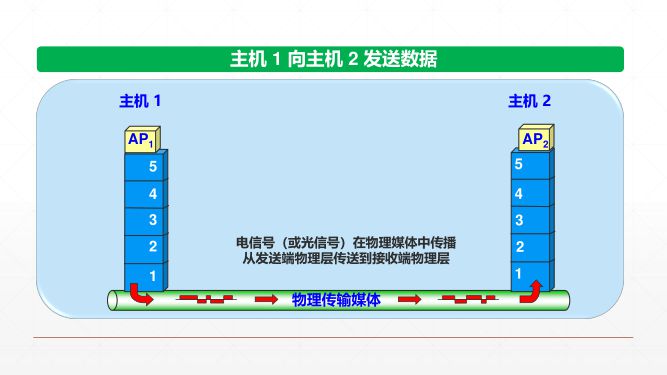 主机 1 向主机 2 发送数据
主机 1
主机 2
AP1
AP2
5
5
4
4
3
3
2
2
1
1
电信号（或光信号）在物理媒体中传播
从发送端物理层传送到接收端物理层
物理传输媒体